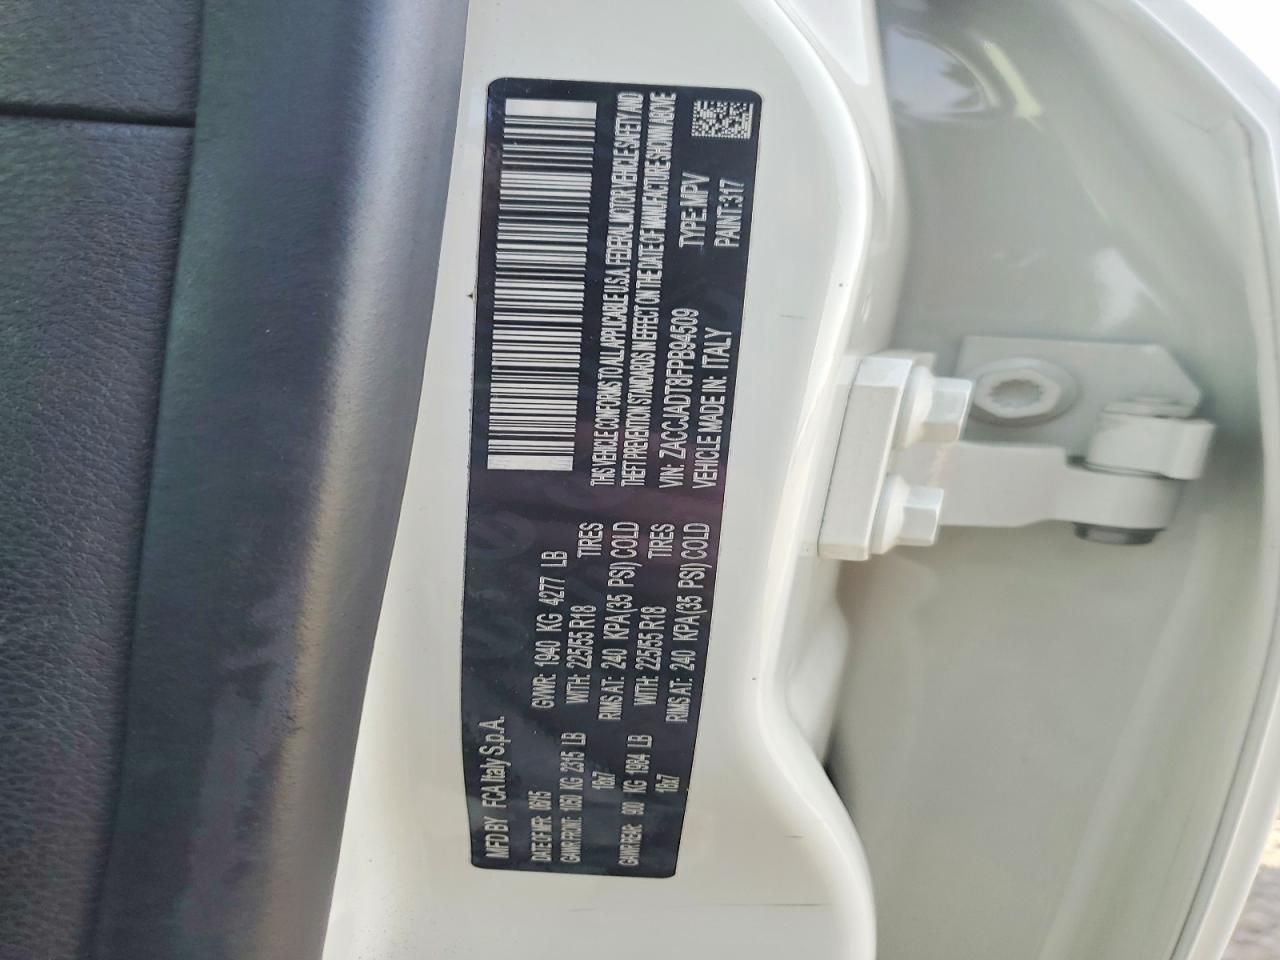 MFD BY FCA Italy S.p.A.
DATE OF MFR: 06/15 GVWR: 1940 KG 4277 LB
GAWR FRONT: 1050 KG 2315 LB WITH: 225/55 R18 TIRES
18x7 RIMS AT: 240 KPA(35 PSI) COLD
GAWR REAR: 900 KG 1984 LB WITH: 225/55 R18 TIRES
18x7 RIMS AT: 240 KPA(35 PSI) COLD
THIS VEHICLE CONFORMS TO ALL APPLICABLE U.S.A. FEDERAL MOTOR VEHICLE SAFETY AND
THEFT PREVENTION STANDARDS IN EFFECT ON THE DATE OF MANUFACTURE SHOWN ABOVE
VIN: ZACCJADT8FPB94509 TYPE: MPV
VEHICLE MADE IN: ITALY PAINT:317